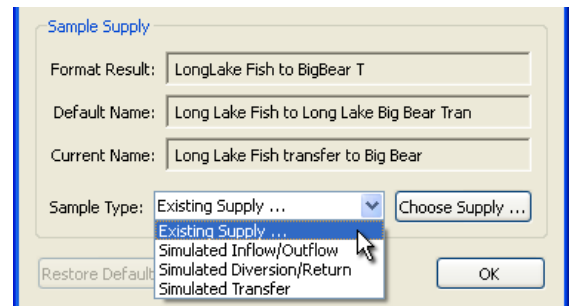 Sample Supply
Format Result: LongLake Fish to BigBear T
Default Name: Long Lake Fish to Long Lake Big Bear Tran
Current Name: Long Lake Fish transfer to Big Bear
Sample Type: Existing Supply ... Choose Supply ...
Existing Supply ...
Simulated Inflow/Outflow
Simulated Diversion/Return
Simulated Transfer
Restore Default OK